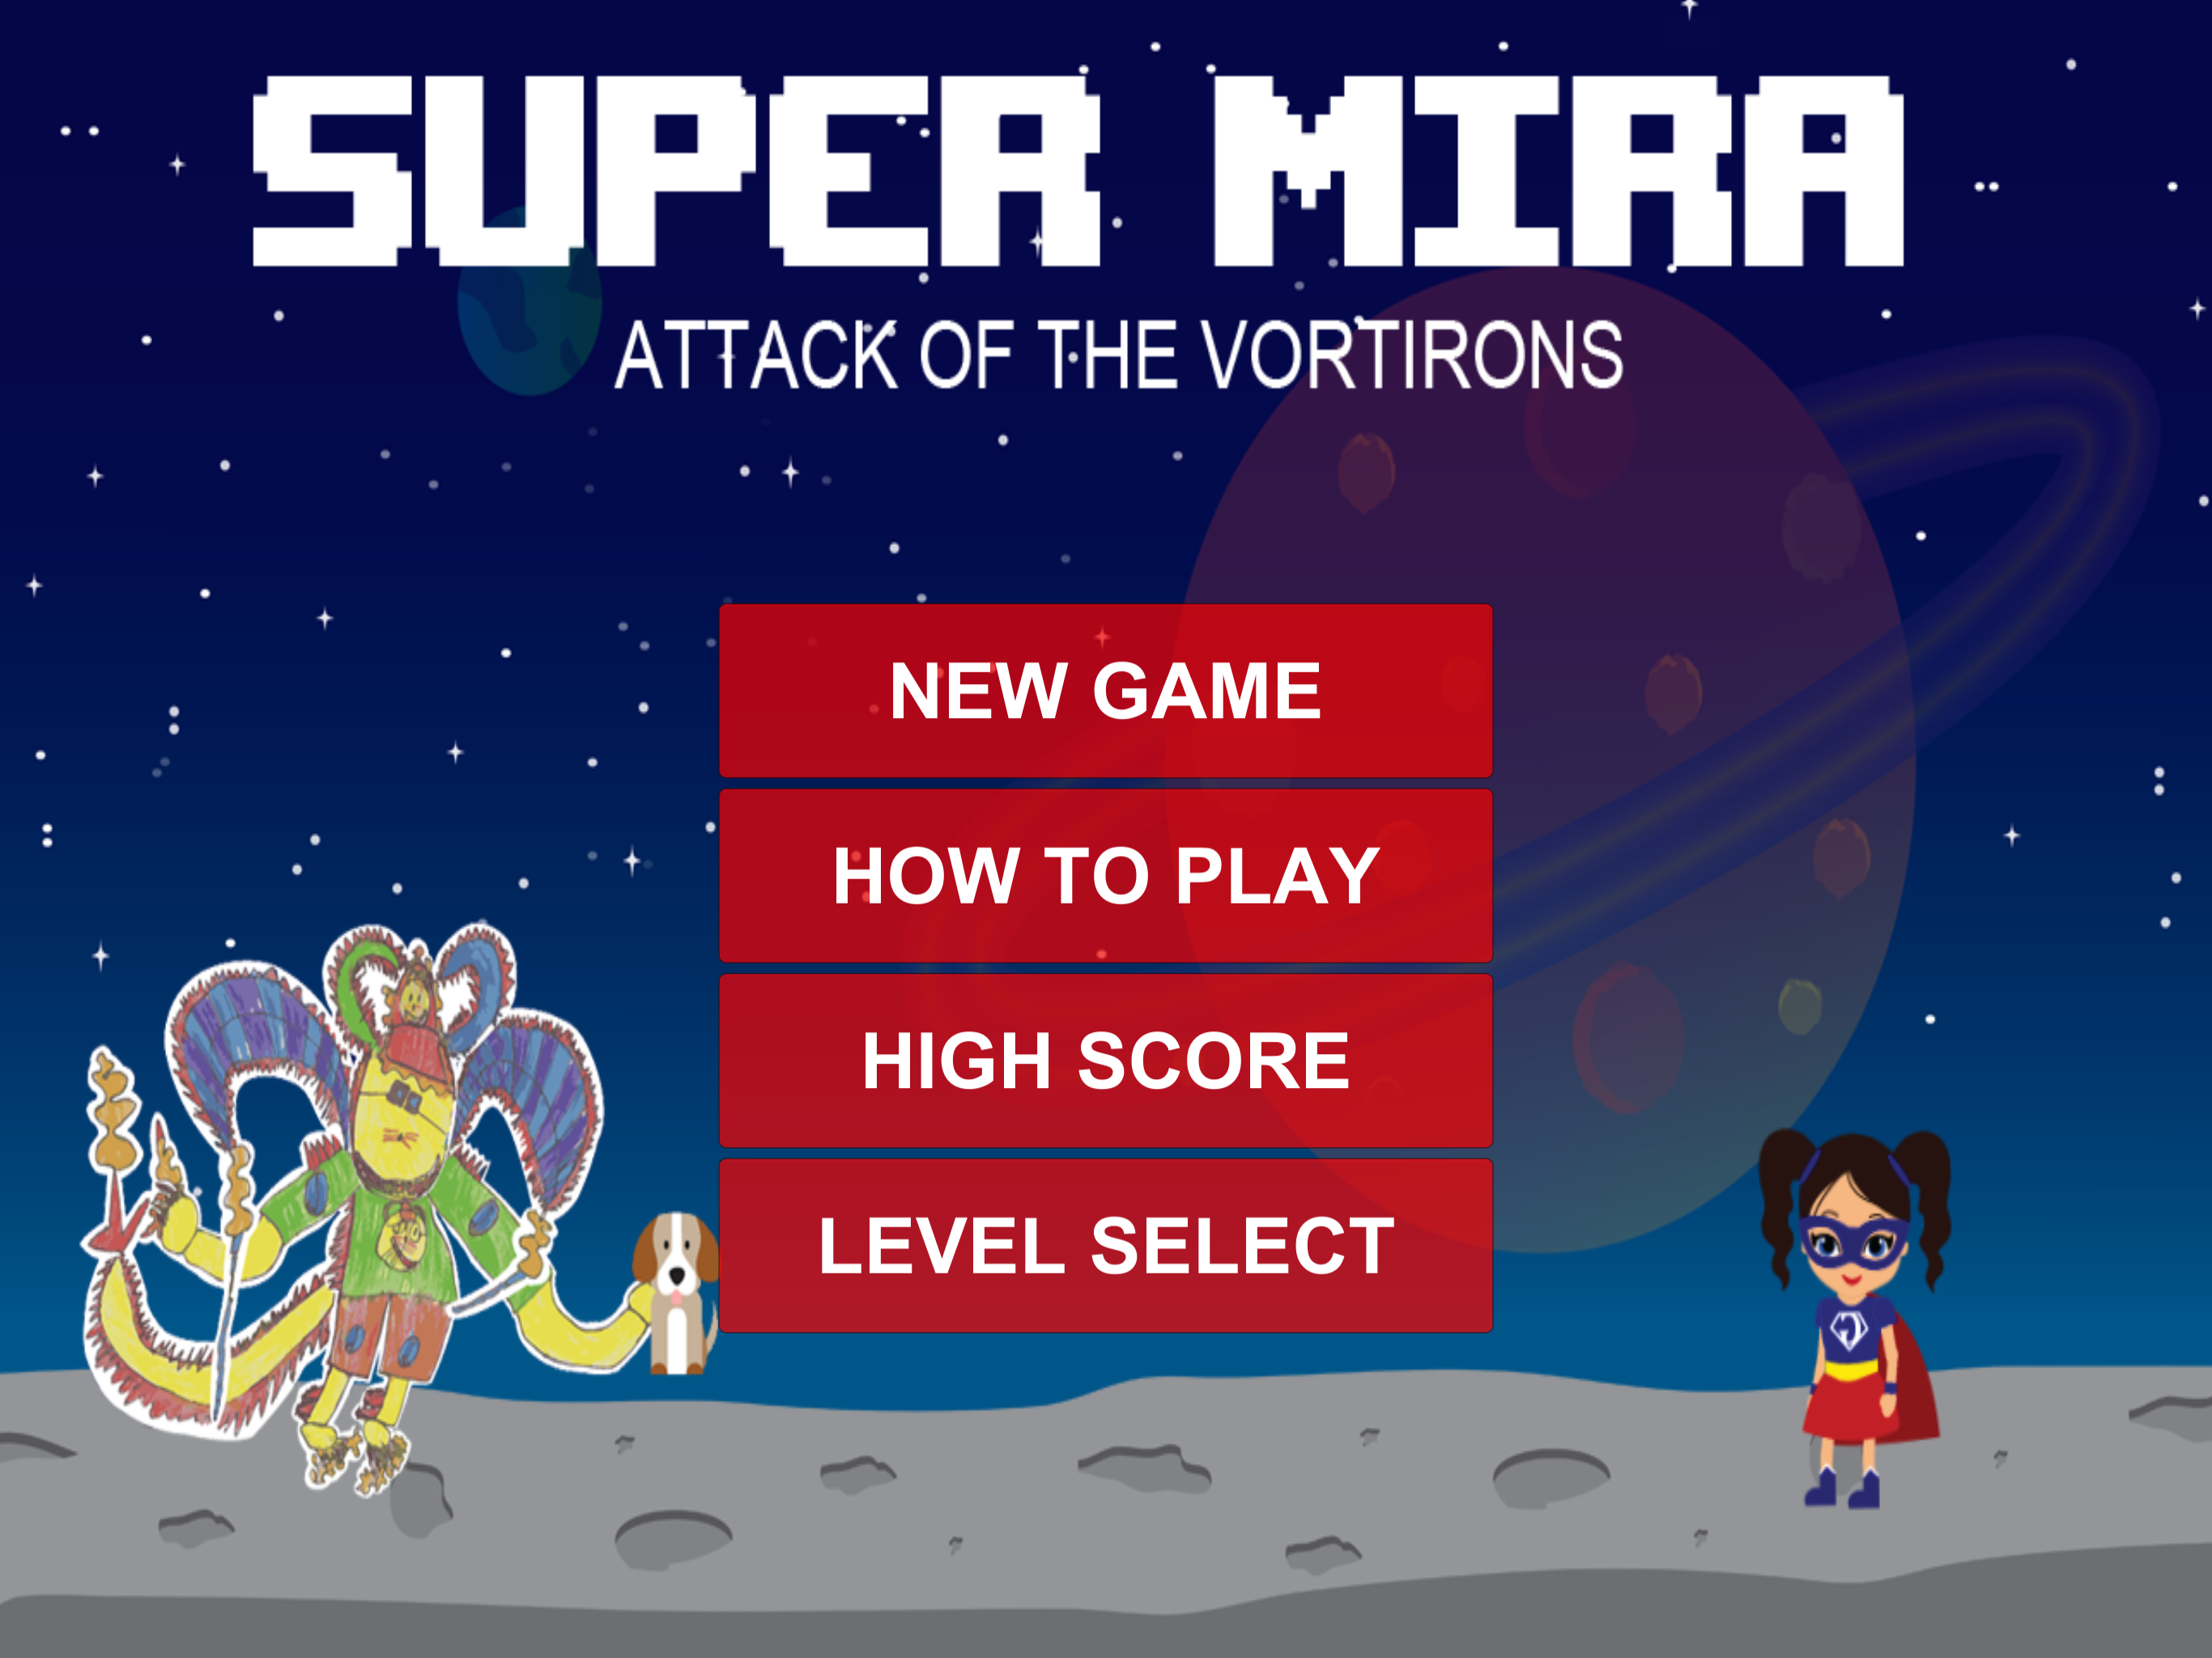 SUPER MIRA
ATTACK OF THE VORTIRONS
NEW GAME
HOW TO PLAY
HIGH SCORE
LEVEL SELECT